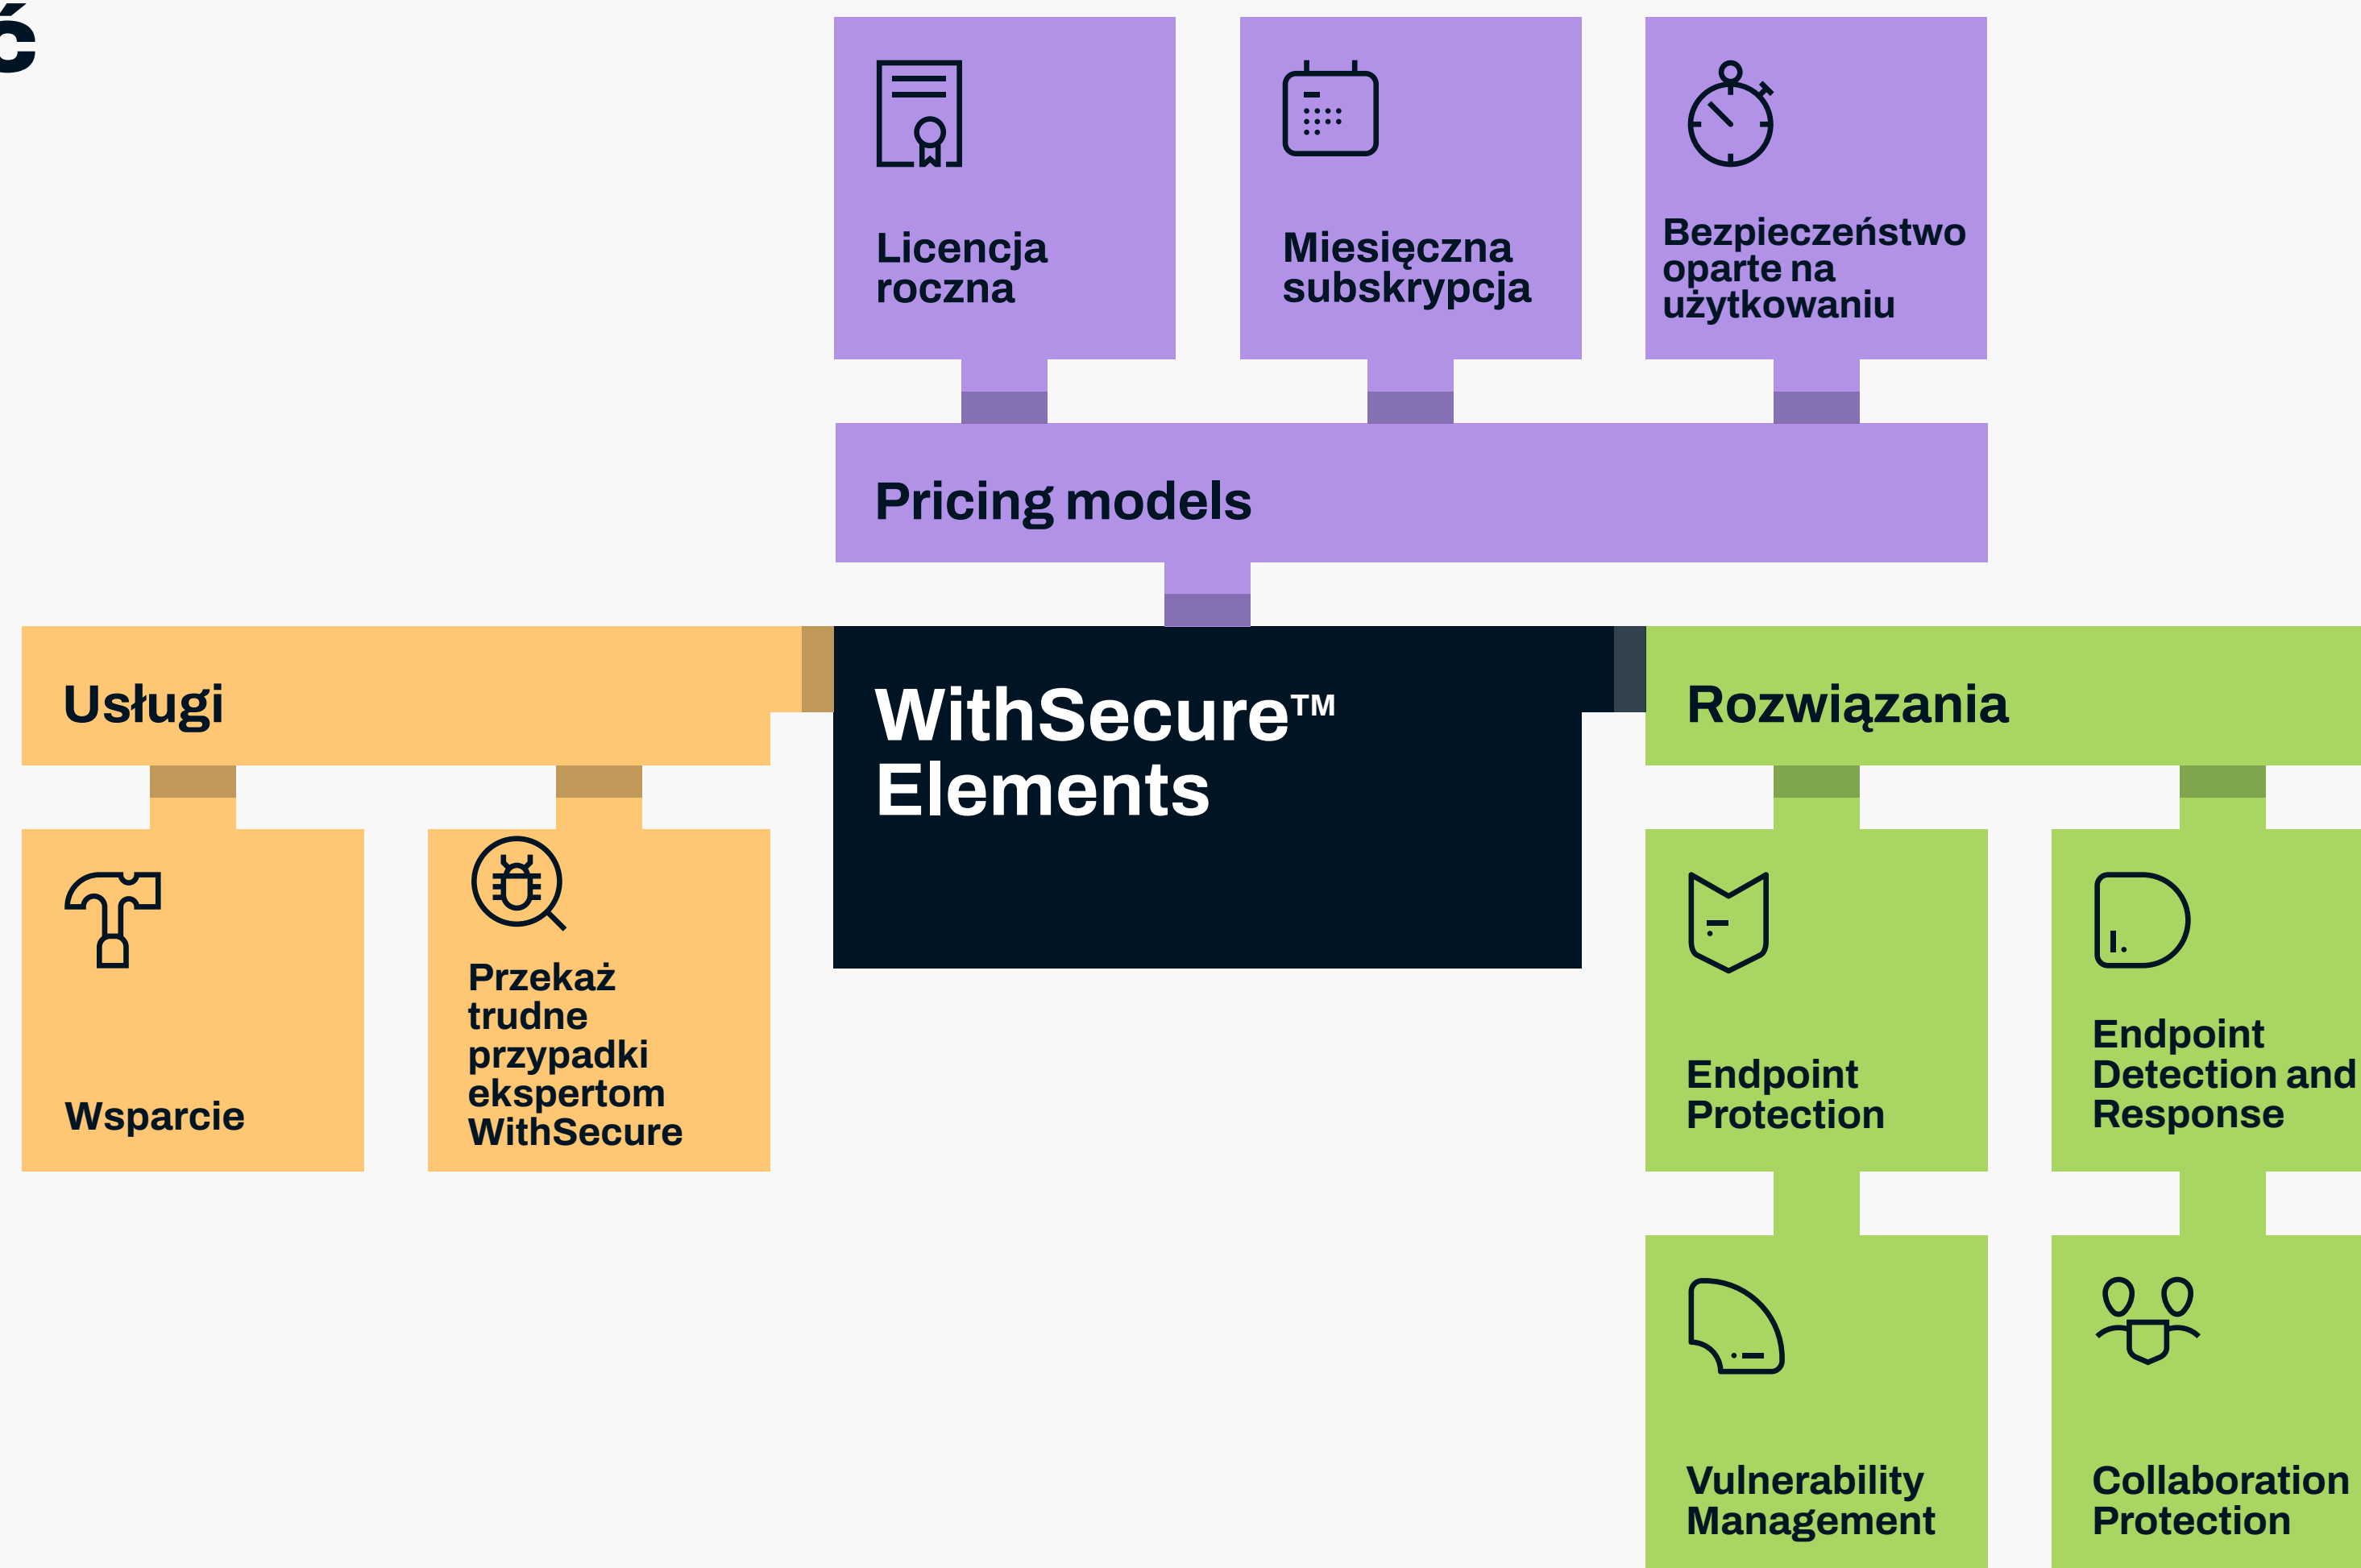 ć
Licencja
roczna
Miesięczna
subskrypcja
Bezpieczeństwo
oparte na
użytkowaniu
Pricing models
Usługi
WithSecure™
Elements
Rozwiązania
Wsparcie
Przekaż
trudne
przypadki
ekspertom
WithSecure
Endpoint
Protection
Endpoint
Detection and
Response
Vulnerability
Management
Collaboration
Protection